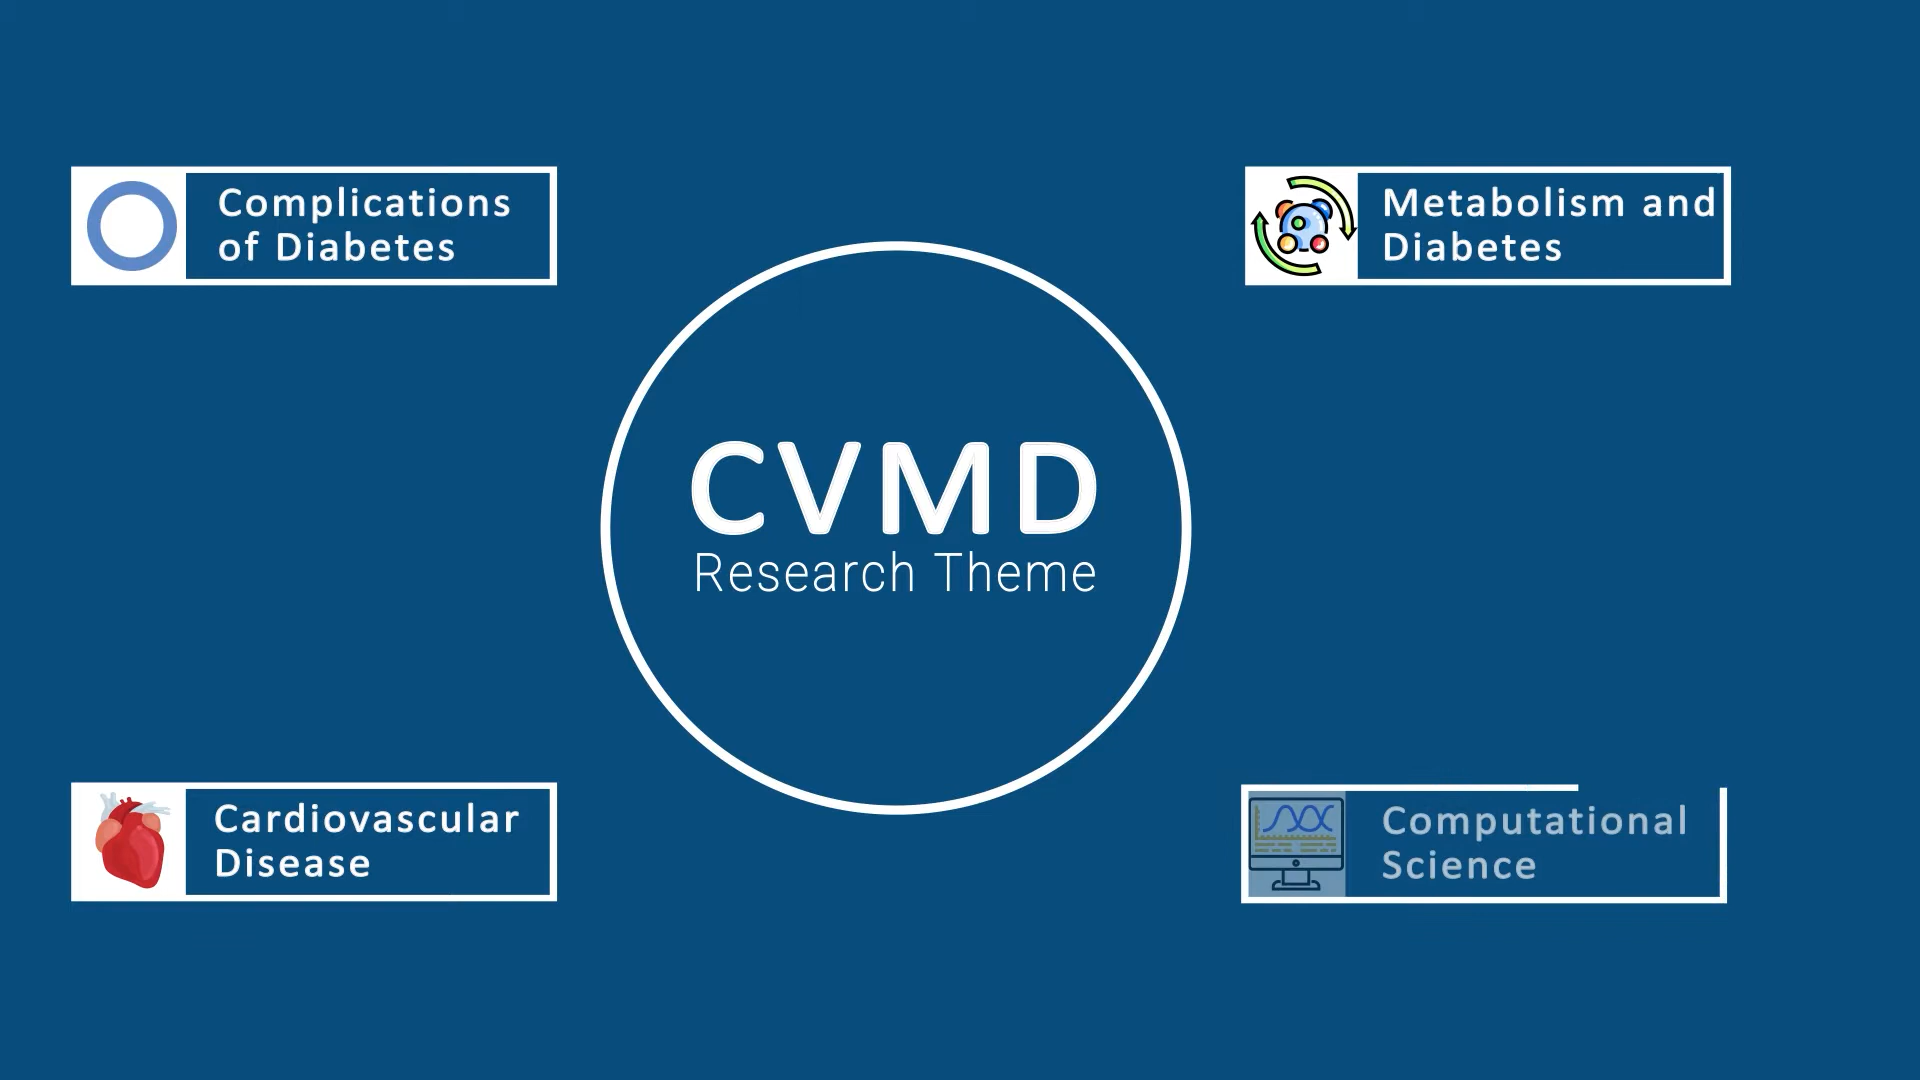 Complications
of Diabetes
Metabolism and
Diabetes
CVMD
Research Theme
Cardiovascular
Disease
Computational
Science